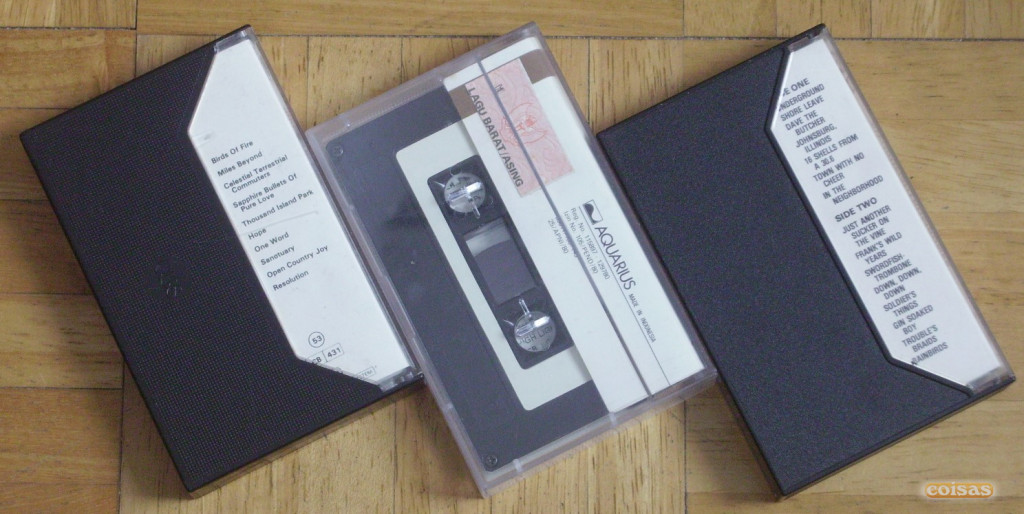 Birds Of Fire
Miles Beyond
Celestial Terrestrial
Commuters
Sapphire Bullets Of
Pure Love
Thousand Island Park
Hope
One Word
Sanctuary
Open Country Joy
Resolution
53
431
LAGU BARAT/ASING
AQUARIUS MADE IN INDONESIA
SIDE ONE
UNDERGROUND
SHORE LEAVE
DAVE THE
BUTCHER
JOHNSBURG,
ILLINOIS
16 SHELLS FROM
A 30.6
TOWN WITH NO
CHEER
IN THE
NEIGHBORHOOD
SIDE TWO
JUST ANOTHER
SUCKER ON
THE VINE
FRANK'S WILD
YEARS
SWORDFISH-
TROMBONE
DOWN, DOWN,
DOWN
SOLDIER'S
THINGS
GIN SOAKED
BOY
TROUBLE'S
BRAIDS
RAINBIRDS
coisas